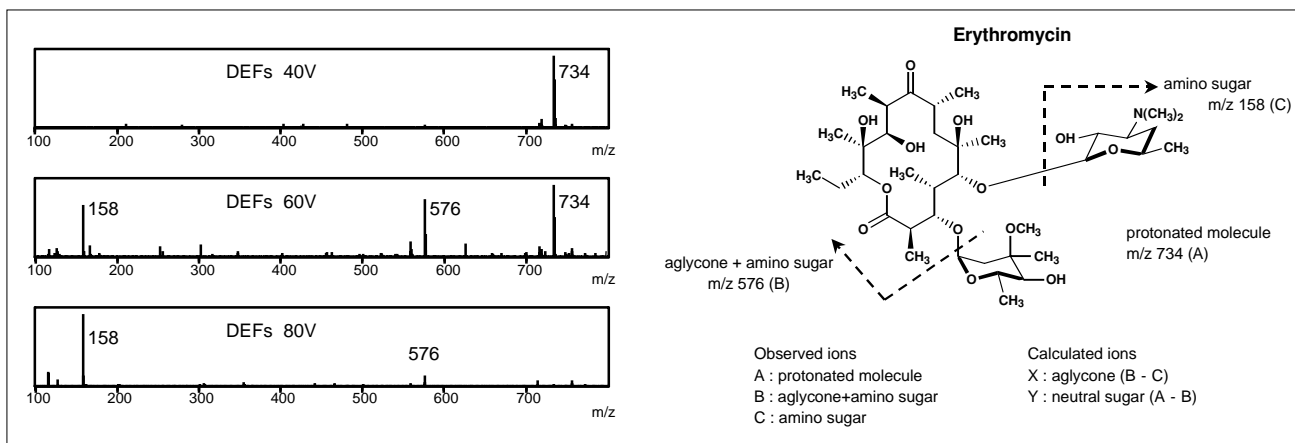 DEFs 40V
734
100 200 300 400 500 600 700
m/z
DEFs 60V
158
576
734
100 200 300 400 500 600 700
m/z
DEFs 80V
158
576
100 200 300 400 500 600 700
m/z
Erythromycin
O
H3C
CH3
OH
OH
H3C
OH
CH3
H3C
O
O
H3C
O
CH3
O
OCH3
CH3
O
OH
CH3
N(CH3)2
OH
O
CH3
amino sugar
m/z 158 (C)
protonated molecule
m/z 734 (A)
aglycone + amino sugar
m/z 576 (B)
Observed ions
A : protonated molecule
B : aglycone+amino sugar
C : amino sugar
Calculated ions
X : aglycone (B - C)
Y : neutral sugar (A - B)